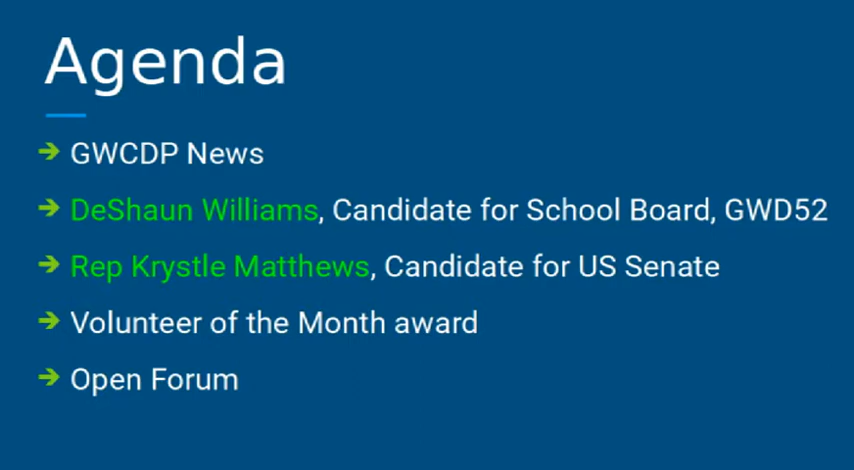 Agenda
➔ GWCDP News
➔ DeShaun Williams, Candidate for School Board, GWD52
➔ Rep Krystle Matthews, Candidate for US Senate
➔ Volunteer of the Month award
➔ Open Forum